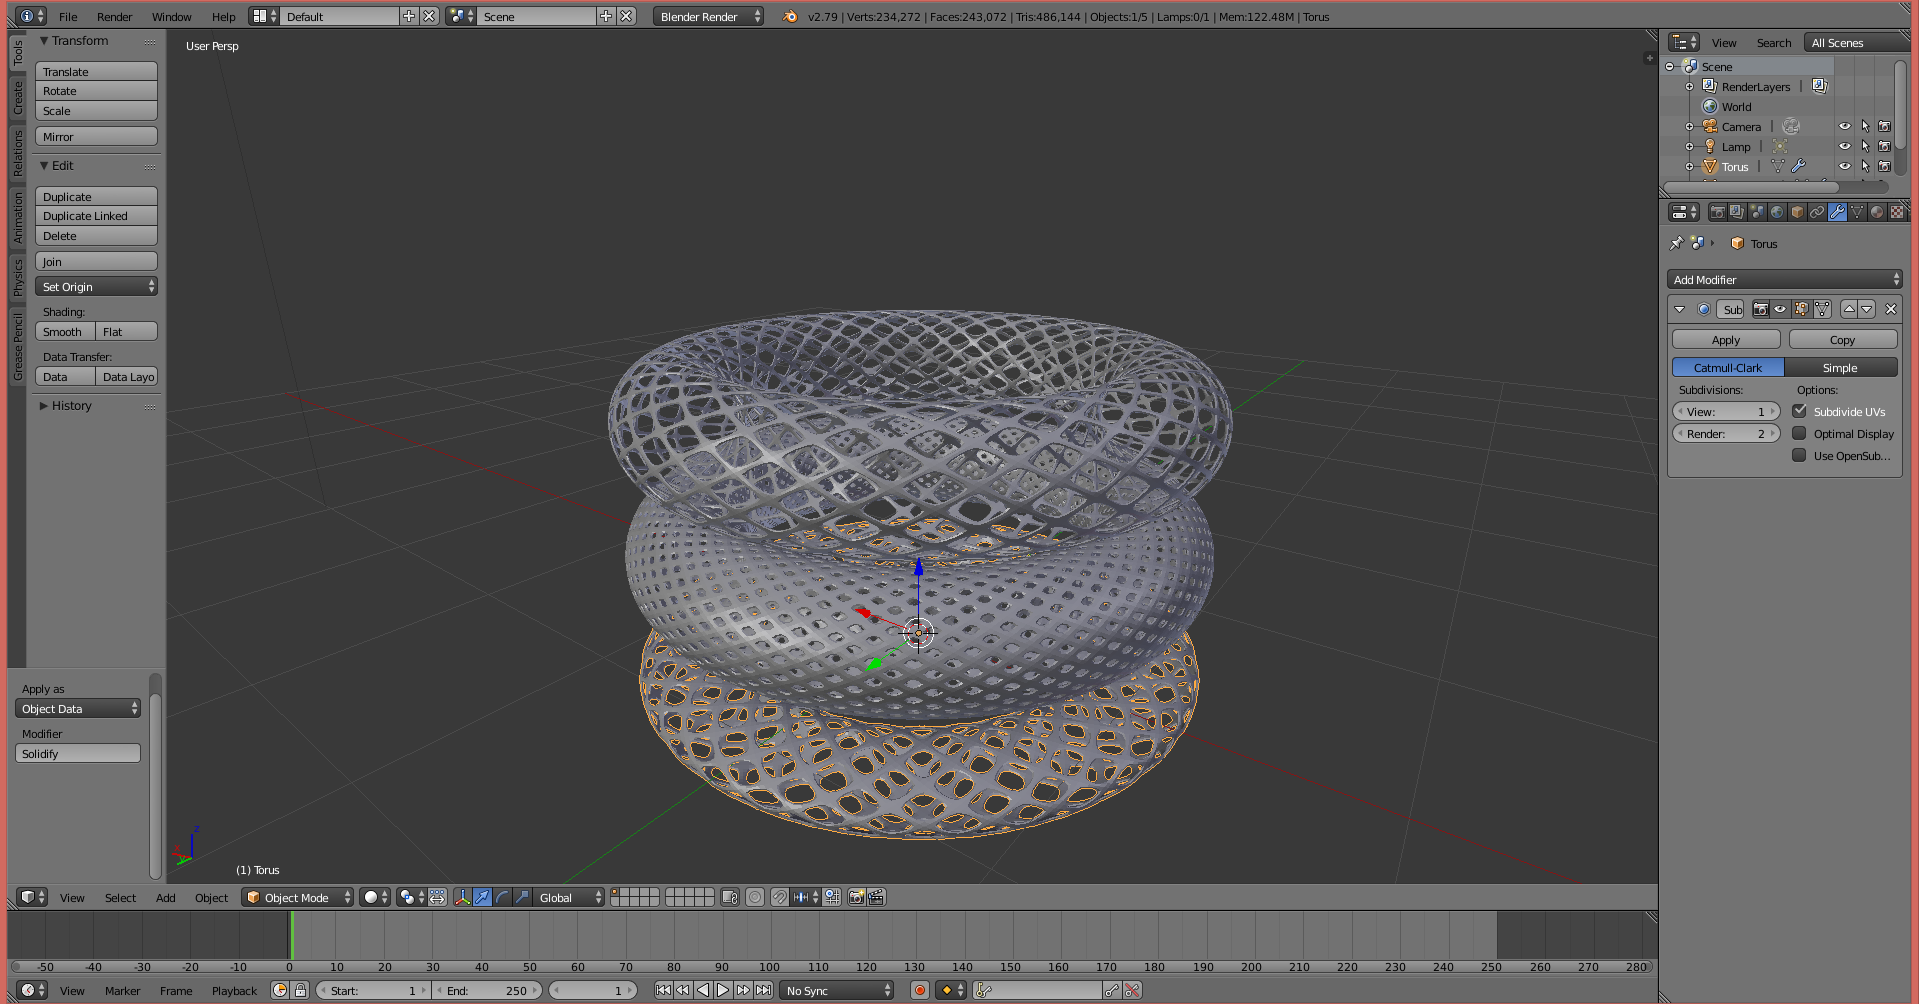 File Render Window Help Default Scene Blender Render v2.79 | Verts:234,272 | Faces:243,072 | Tris:486,144 | Objects:1/5 | Lamps:0/1 | Mem:122.48M | Torus
Tools
Create
Relations
Animation
Physics
Grease Pencil
Transform
Translate
Rotate
Scale
Mirror
Edit
Duplicate
Duplicate Linked
Delete
Join
Set Origin
Shading:
Smooth Flat
Data Transfer:
Data Data Layo
History
Apply as
Object Data
Modifier
Solidify
User Persp
z
x
y
(1) Torus
View Search All Scenes
Scene
RenderLayers |
World
Camera |
Lamp |
Torus |
Torus
Add Modifier
Sub
Apply Copy
Catmull-Clark Simple
Subdivisions: Options:
View: 1 Subdivide UVs
Render: 2 Optimal Display
Use OpenSub...
View Select Add Object Object Mode Global
-50 -40 -30 -20 -10 0 10 20 30 40 50 60 70 80 90 100 110 120 130 140 150 160 170 180 190 200 210 220 230 240 250 260 270 280
View Marker Frame Playback Start: 1 End: 250 1 No Sync